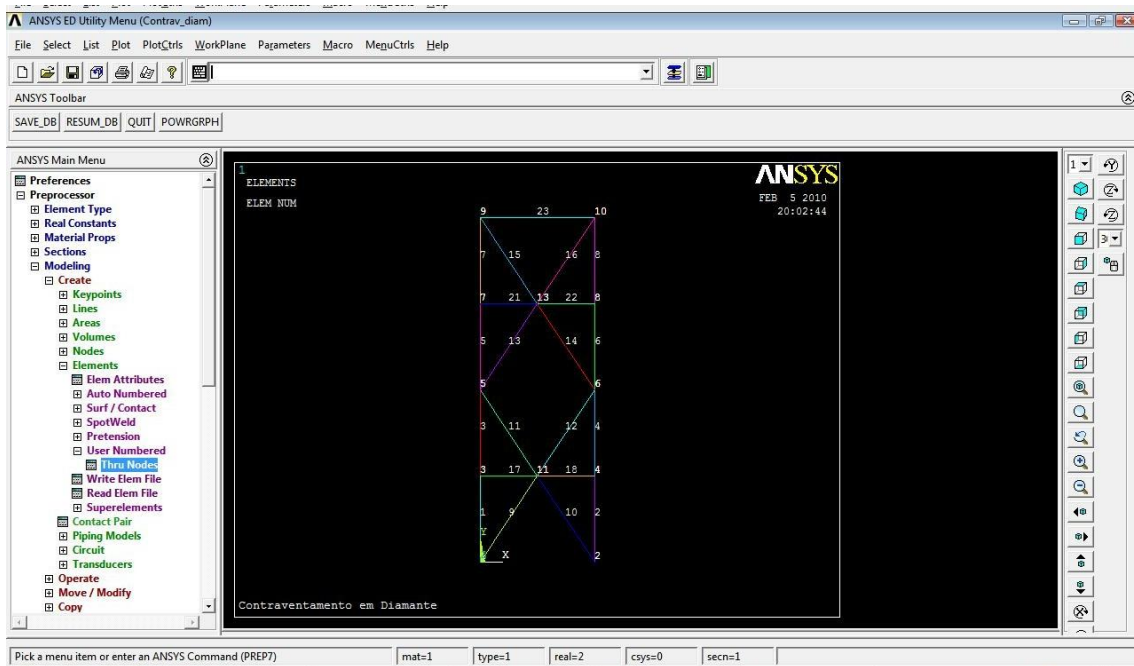 ANSYS ED Utility Menu (Contrav_diam)
File Select List Plot PlotCtrls WorkPlane Parameters Macro MenuCtrls Help
ANSYS Toolbar
SAVE_DB RESUM_DB QUIT POWRGRPH
ANSYS Main Menu
Preferences
Preprocessor
Element Type
Real Constants
Material Props
Sections
Modeling
Create
Keypoints
Lines
Areas
Volumes
Nodes
Elements
Elem Attributes
Auto Numbered
Surf / Contact
SpotWeld
Pretension
User Numbered
Thru Nodes
Write Elem File
Read Elem File
Superelements
Contact Pair
Piping Models
Circuit
Transducers
Operate
Move / Modify
Copy
1
ELEMENTS
ELEM NUM
ANSYS
FEB 5 2010
20:02:44
9 23 10
7 15 16 8
7 21 13 22 8
5 13 14 6
5 6
3 11 12 4
3 17 11 18 4
1 9 10 2
Y
X 2
Contraventamento em Diamante
1
Pick a menu item or enter an ANSYS Command (PREP7) mat=1 type=1 real=2 csys=0 secn=1